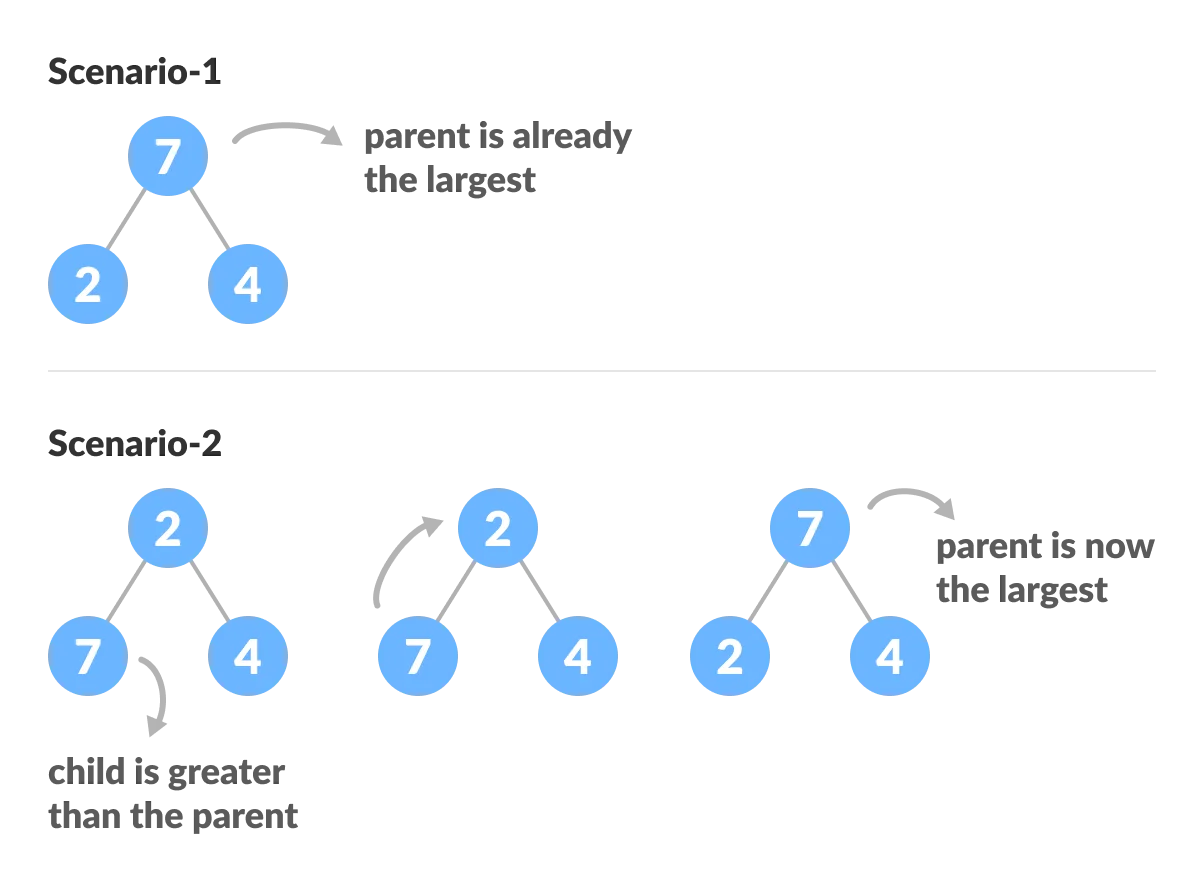 Scenario-1
7
parent is already
the largest
2 4
Scenario-2
2 2 7
parent is now
the largest
7 4 7 4 2 4
child is greater
than the parent